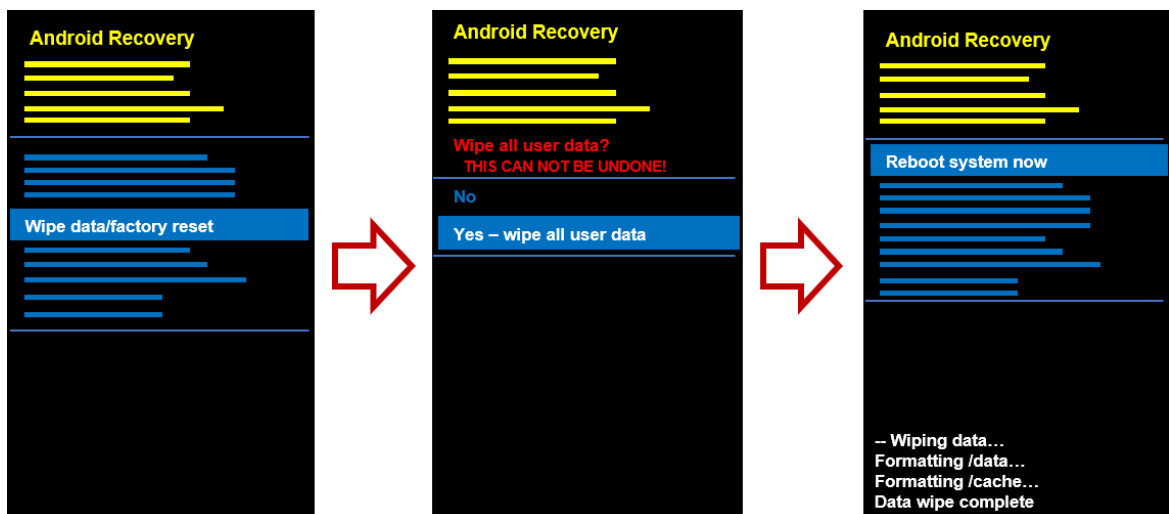 Android Recovery
Wipe data/factory reset
Android Recovery
Wipe all user data?
THIS CAN NOT BE UNDONE!
No
Yes – wipe all user data
Android Recovery
Reboot system now
-- Wiping data…
Formatting /data…
Formatting /cache…
Data wipe complete